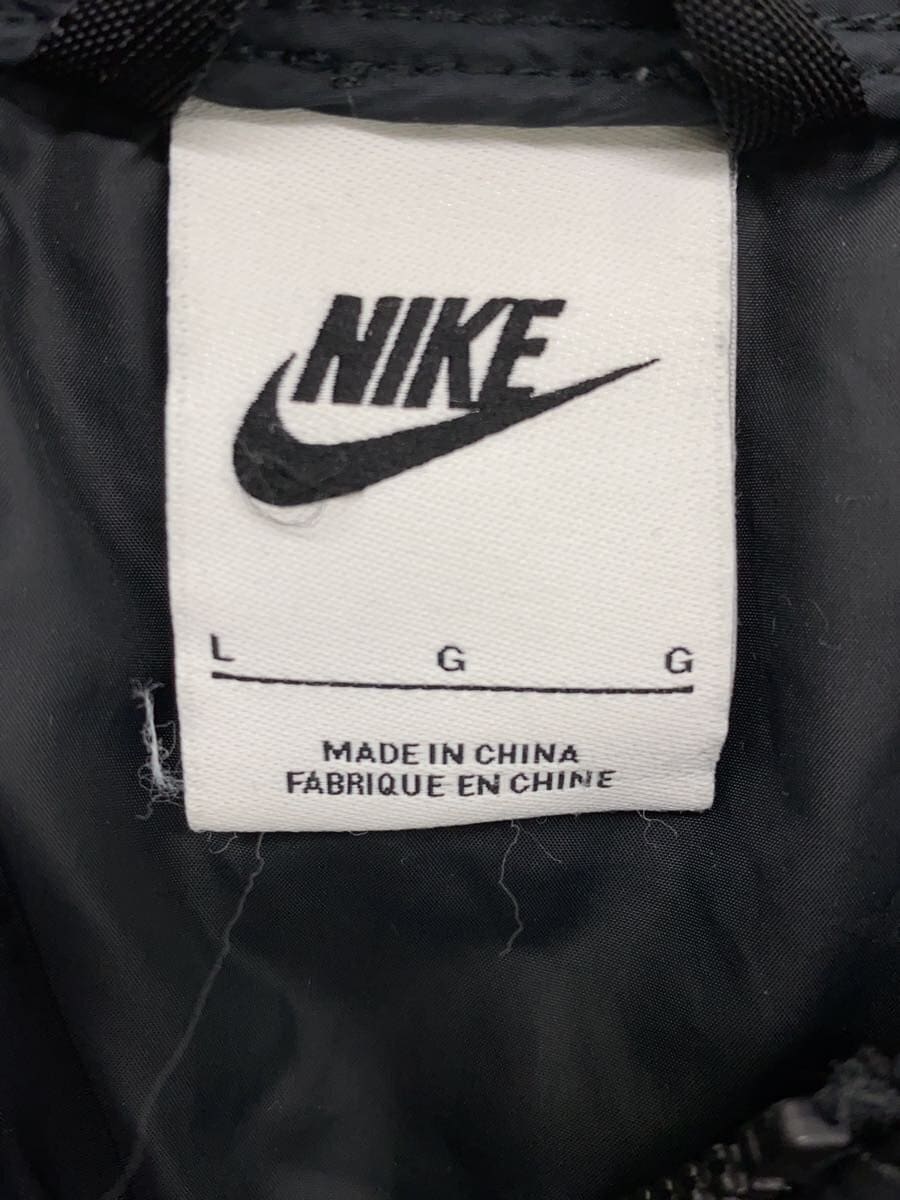 NIKE
L G G
MADE IN CHINA
FABRIQUE EN CHINE